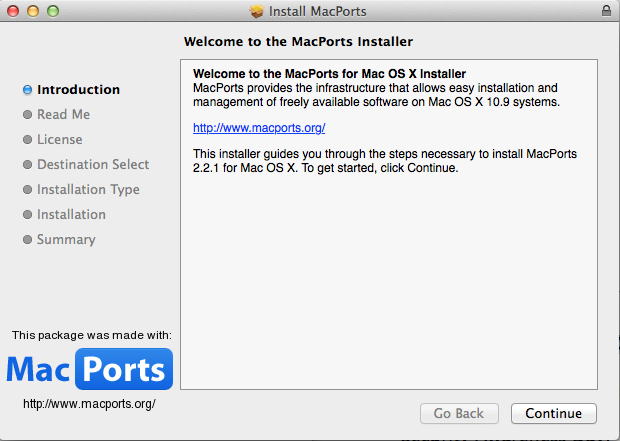 Install MacPorts
Welcome to the MacPorts Installer
Introduction
Read Me
License
Destination Select
Installation Type
Installation
Summary
Welcome to the MacPorts for Mac OS X Installer
MacPorts provides the infrastructure that allows easy installation and
management of freely available software on Mac OS X 10.9 systems.
http://www.macports.org/
This installer guides you through the steps necessary to install MacPorts
2.2.1 for Mac OS X. To get started, click Continue.
This package was made with:
MacPorts
http://www.macports.org/
Go Back
Continue